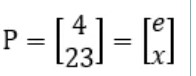 P = [4 23] = [e x]